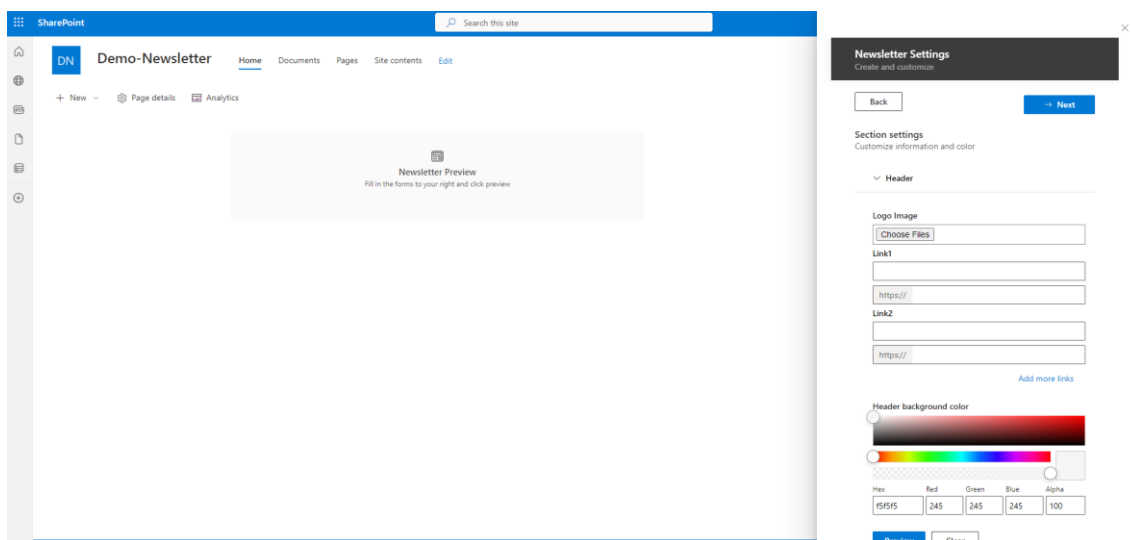 SharePoint
Search this site
DN
Demo-Newsletter
Home
Documents
Pages
Site contents
Edit
+ New
Page details
Analytics
Newsletter Preview
Fill in the forms to your right and click preview
Newsletter Settings
Create and customize
Back
→ Next
Section settings
Customize information and color
Header
Logo Image
Choose Files
Link1
https://
Link2
https://
Add more links
Header background color
Hex Red Green Blue Alpha
f5f5f5 245 245 245 100
Preview